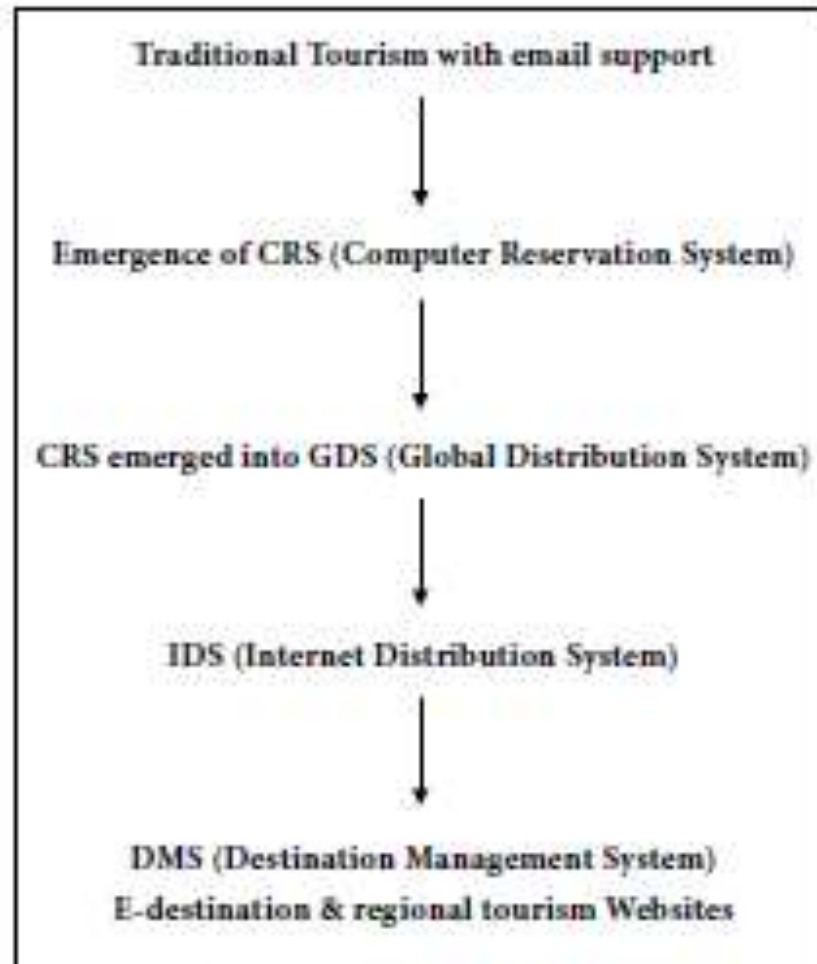 Traditional Tourism with email support
Emergence of CRS (Computer Reservation System)
CRS emerged into GDS (Global Distribution System)
IDS (Internet Distribution System)
DMS (Destination Management System)
E-destination & regional tourism Websites